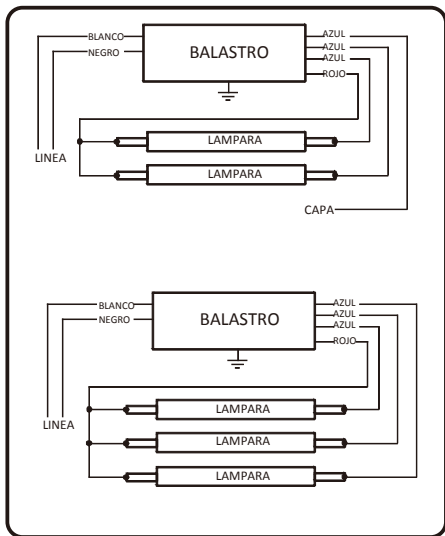 BLANCO
NEGRO
BALASTRO
AZUL
AZUL
AZUL
ROJO
LAMPARA
LAMPARA
LINEA
CAPA
BLANCO
NEGRO
BALASTRO
AZUL
AZUL
AZUL
ROJO
LAMPARA
LAMPARA
LAMPARA
LINEA